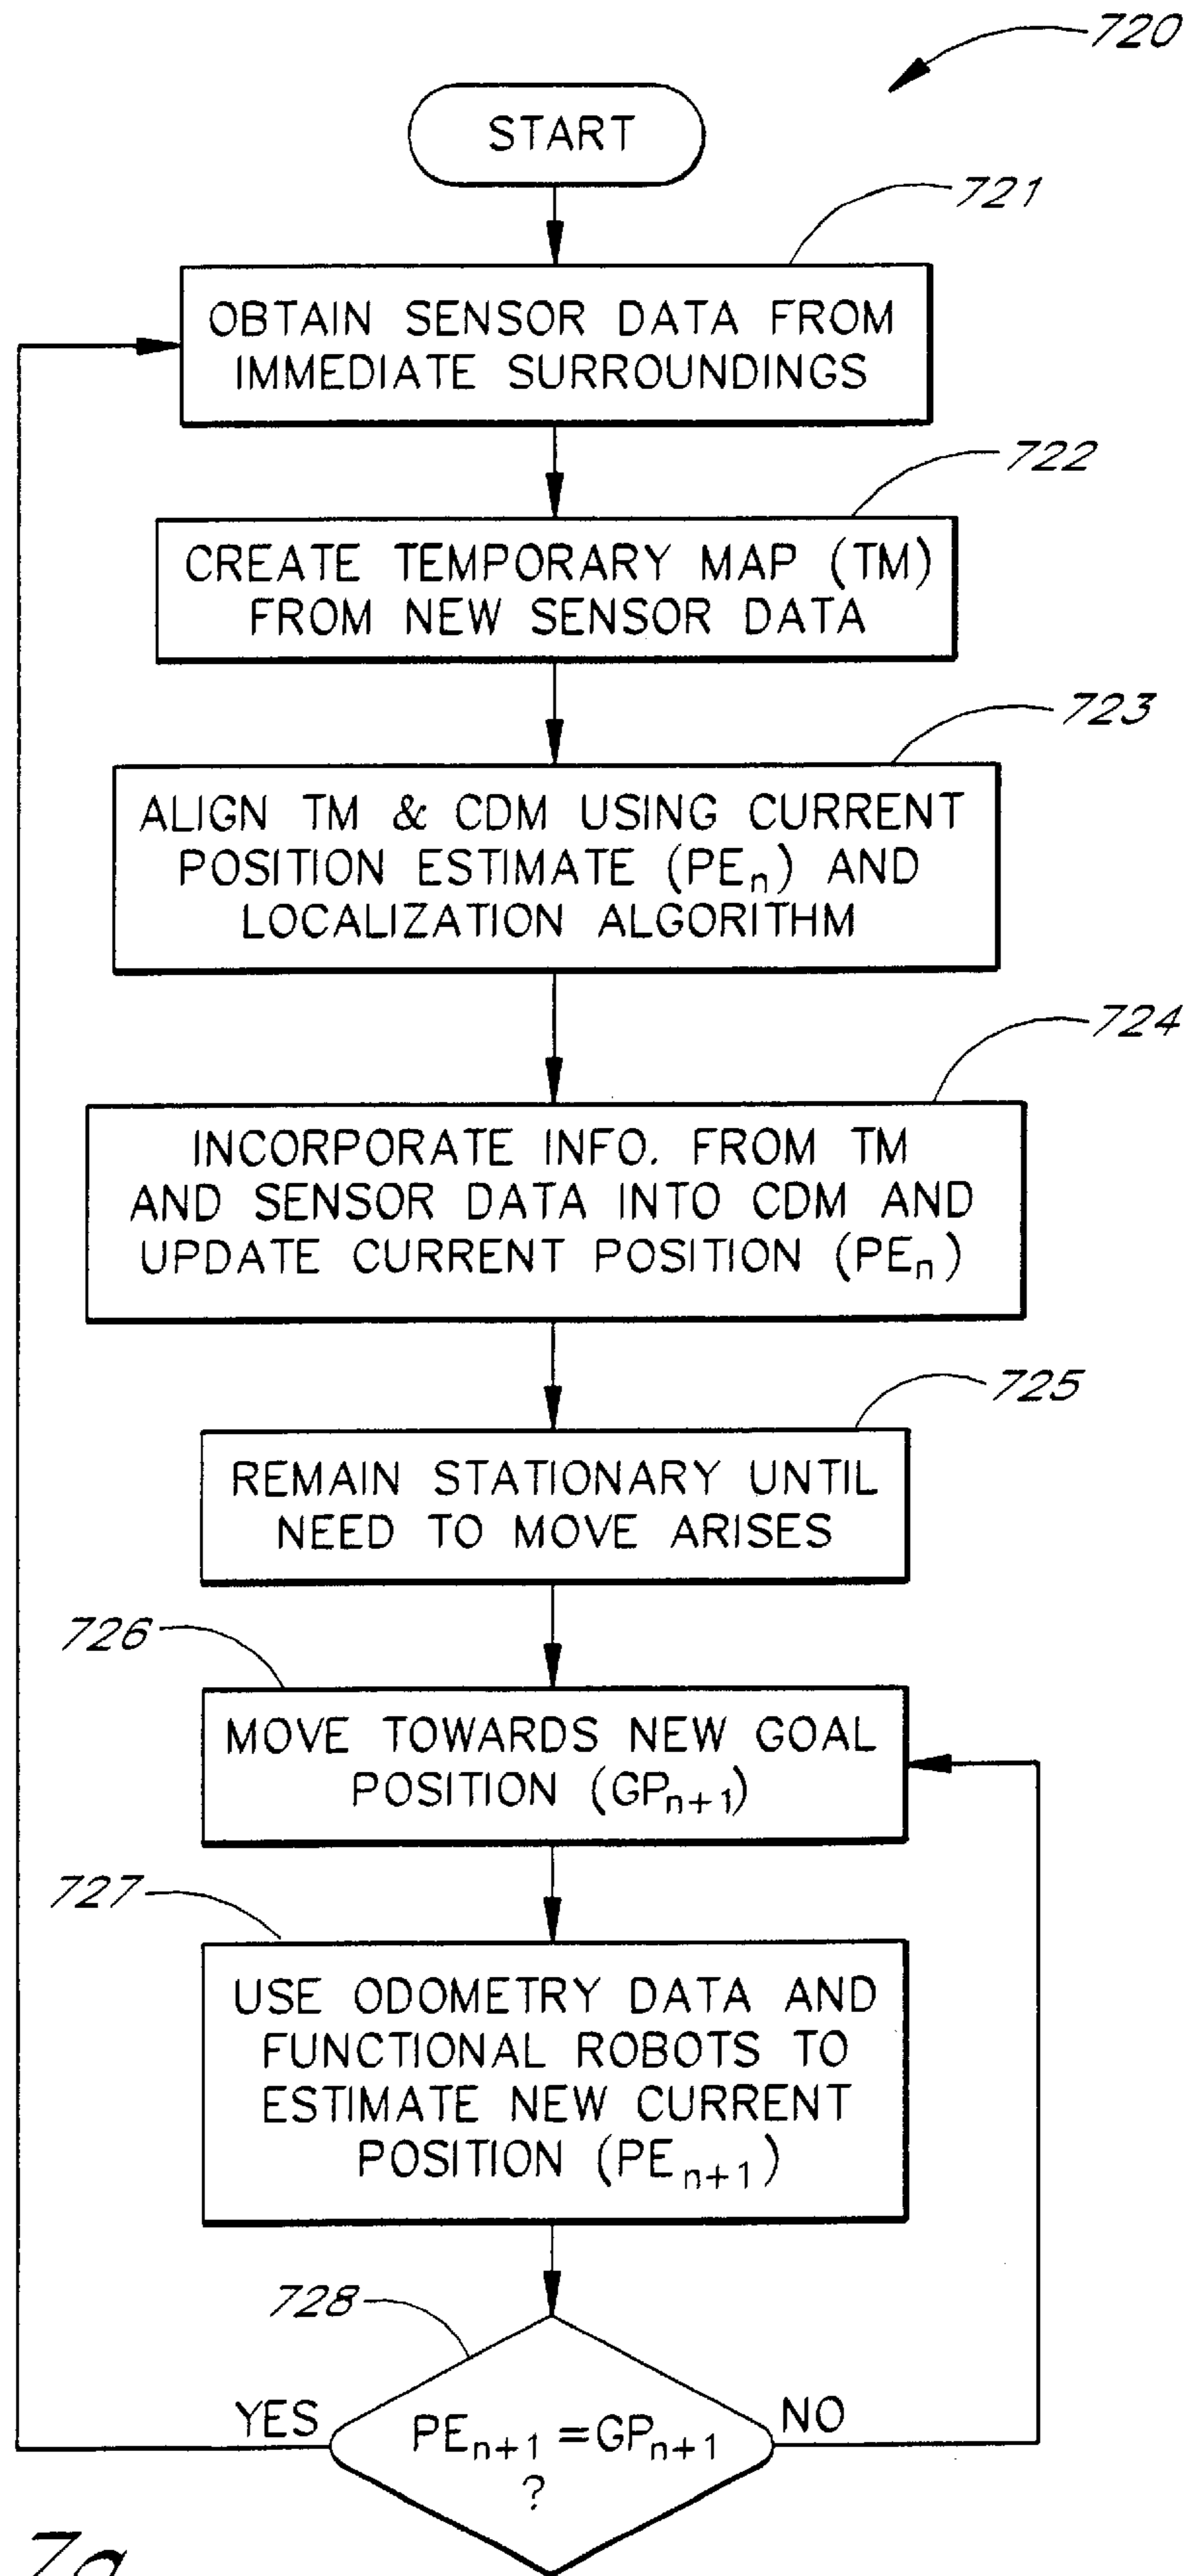 720
START
721
OBTAIN SENSOR DATA FROM
IMMEDIATE SURROUNDINGS
722
CREATE TEMPORARY MAP (TM)
FROM NEW SENSOR DATA
723
ALIGN TM & CDM USING CURRENT
POSITION ESTIMATE (PEn) AND
LOCALIZATION ALGORITHM
724
INCORPORATE INFO. FROM TM
AND SENSOR DATA INTO CDM AND
UPDATE CURRENT POSITION (PEn)
725
REMAIN STATIONARY UNTIL
NEED TO MOVE ARISES
726
MOVE TOWARDS NEW GOAL
POSITION (GPn+1)
727
USE ODOMETRY DATA AND
FUNCTIONAL ROBOTS TO
ESTIMATE NEW CURRENT
POSITION (PEn+1)
728
YES
PEn+1 =GPn+1
?
NO
7a